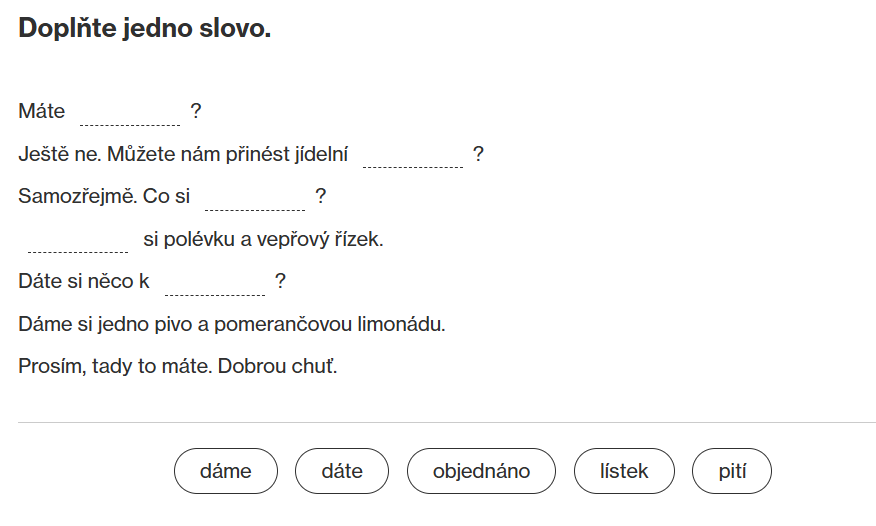 Doplňte jedno slovo.
Máte ?
Ještě ne. Můžete nám přinést jídelní ?
Samozřejmě. Co si ?
si polévku a vepřový řízek.
Dáte si něco k ?
Dáme si jedno pivo a pomerančovou limonádu.
Prosím, tady to máte. Dobrou chuť.
dáme dáte objednáno lístek pití